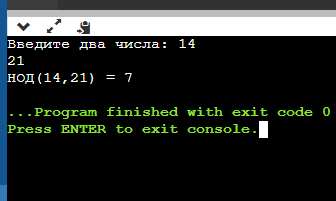 Введите два числа: 14
21
НОД(14,21) = 7
...Program finished with exit code 0
Press ENTER to exit console.